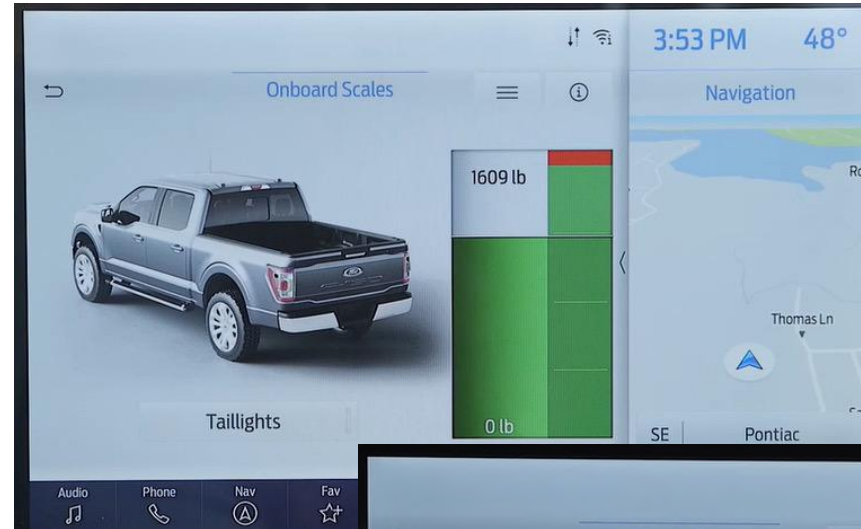 3:53 PM 48°
Onboard Scales
Navigation
1609 lb
Thomas Ln
Taillights
0 lb
SE Pontiac
Audio Phone Nav Fav